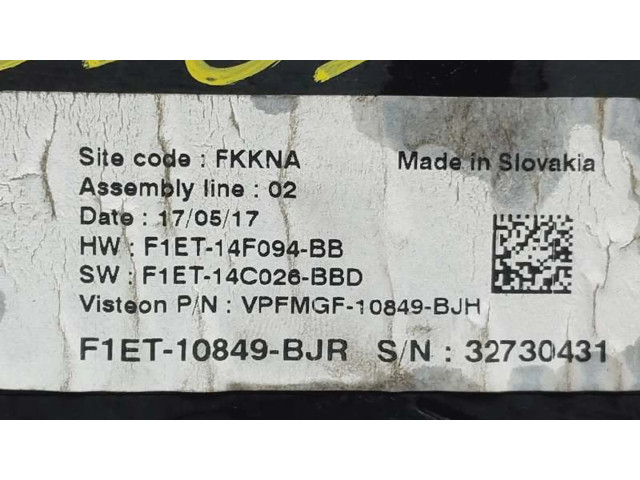 Site code : FKKNA Made in Slovakia
Assembly line : 02
Date : 17/05/17
HW : F1ET-14F094-BB
SW : F1ET-14C026-BBD
Visteon P/N : VPFMGF-10849-BJH
F1ET-10849-BJR S/N : 32730431